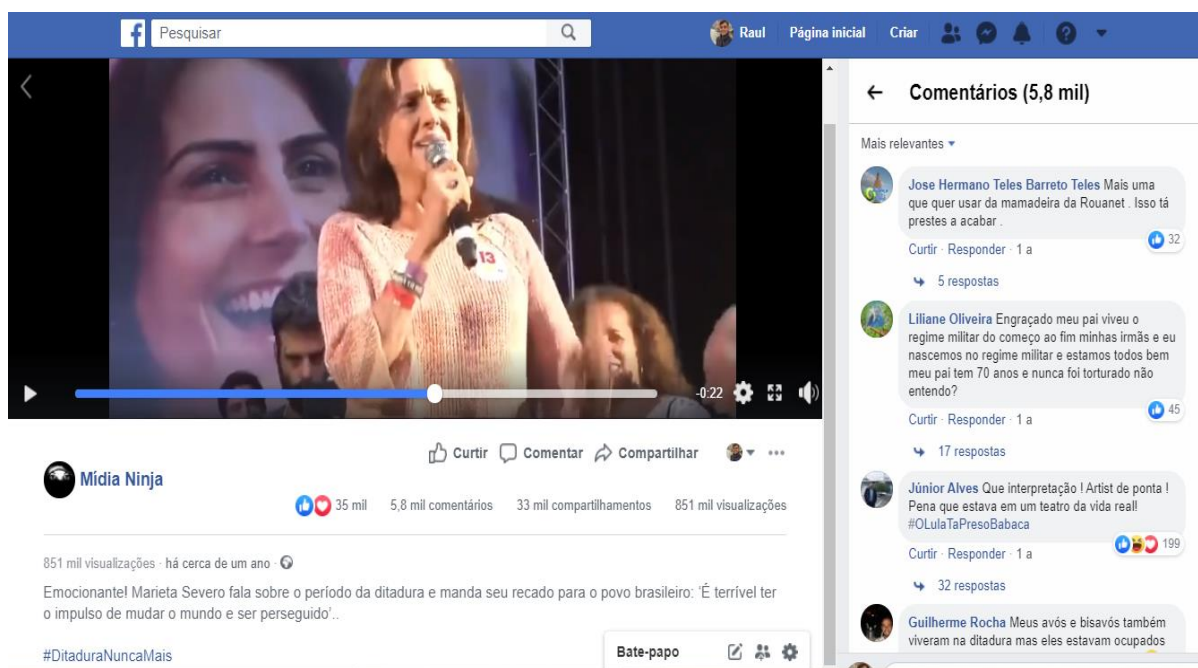 f Pesquisar
Raul Página inicial Criar
13
-0:22
Curtir Comentar Compartilhar
Mídia Ninja
35 mil 5,8 mil comentários 33 mil compartilhamentos 851 mil visualizações
851 mil visualizações · há cerca de um ano ·
Emocionante! Marieta Severo fala sobre o período da ditadura e manda seu recado para o povo brasileiro: 'É terrível ter
o impulso de mudar o mundo e ser perseguido'..
#DitaduraNuncaMais
Bate-papo
Comentários (5,8 mil)
Mais relevantes
Jose Hermano Teles Barreto Teles Mais uma
que quer usar da mamadeira da Rouanet . Isso tá
prestes a acabar .
Curtir · Responder · 1 a
32
5 respostas
Liliane Oliveira Engraçado meu pai viveu o
regime militar do começo ao fim minhas irmãs e eu
nascemos no regime militar e estamos todos bem
meu pai tem 70 anos e nunca foi torturado não
entendo?
Curtir · Responder · 1 a
45
17 respostas
Júnior Alves Que interpretação ! Artist de ponta !
Pena que estava em um teatro da vida real!
#OLulaTaPresoBabaca
Curtir · Responder · 1 a
199
32 respostas
Guilherme Rocha Meus avós e bisavós também
viveram na ditadura mas eles estavam ocupados